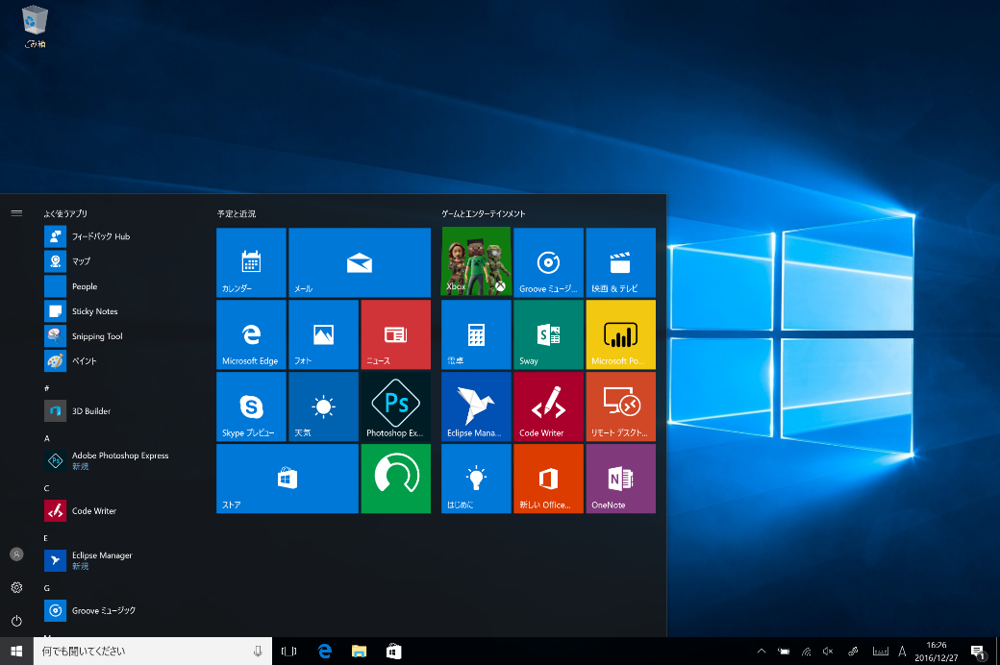 ごみ箱
よく使うアプリ
フィードバック Hub
マップ
People
Sticky Notes
Snipping Tool
ペイント
#
3D Builder
A
Adobe Photoshop Express
新規
C
Code Writer
E
Eclipse Manager
新規
G
Groove ミュージック
予定と近況
カレンダー
メール
Microsoft Edge
フォト
ニュース
Skype プレビュー
天気
Ps
Photoshop Ex...
ストア
ゲームとエンターテインメント
Xbox
Groove ミュージ...
映画 & テレビ
電卓
S
Sway
Microsoft Po...
Eclipse Mana...
Code Writer
リモート デスクト...
はじめに
新しい Office...
N
OneNote
何でも聞いてください
A
16:26
2016/12/27
1